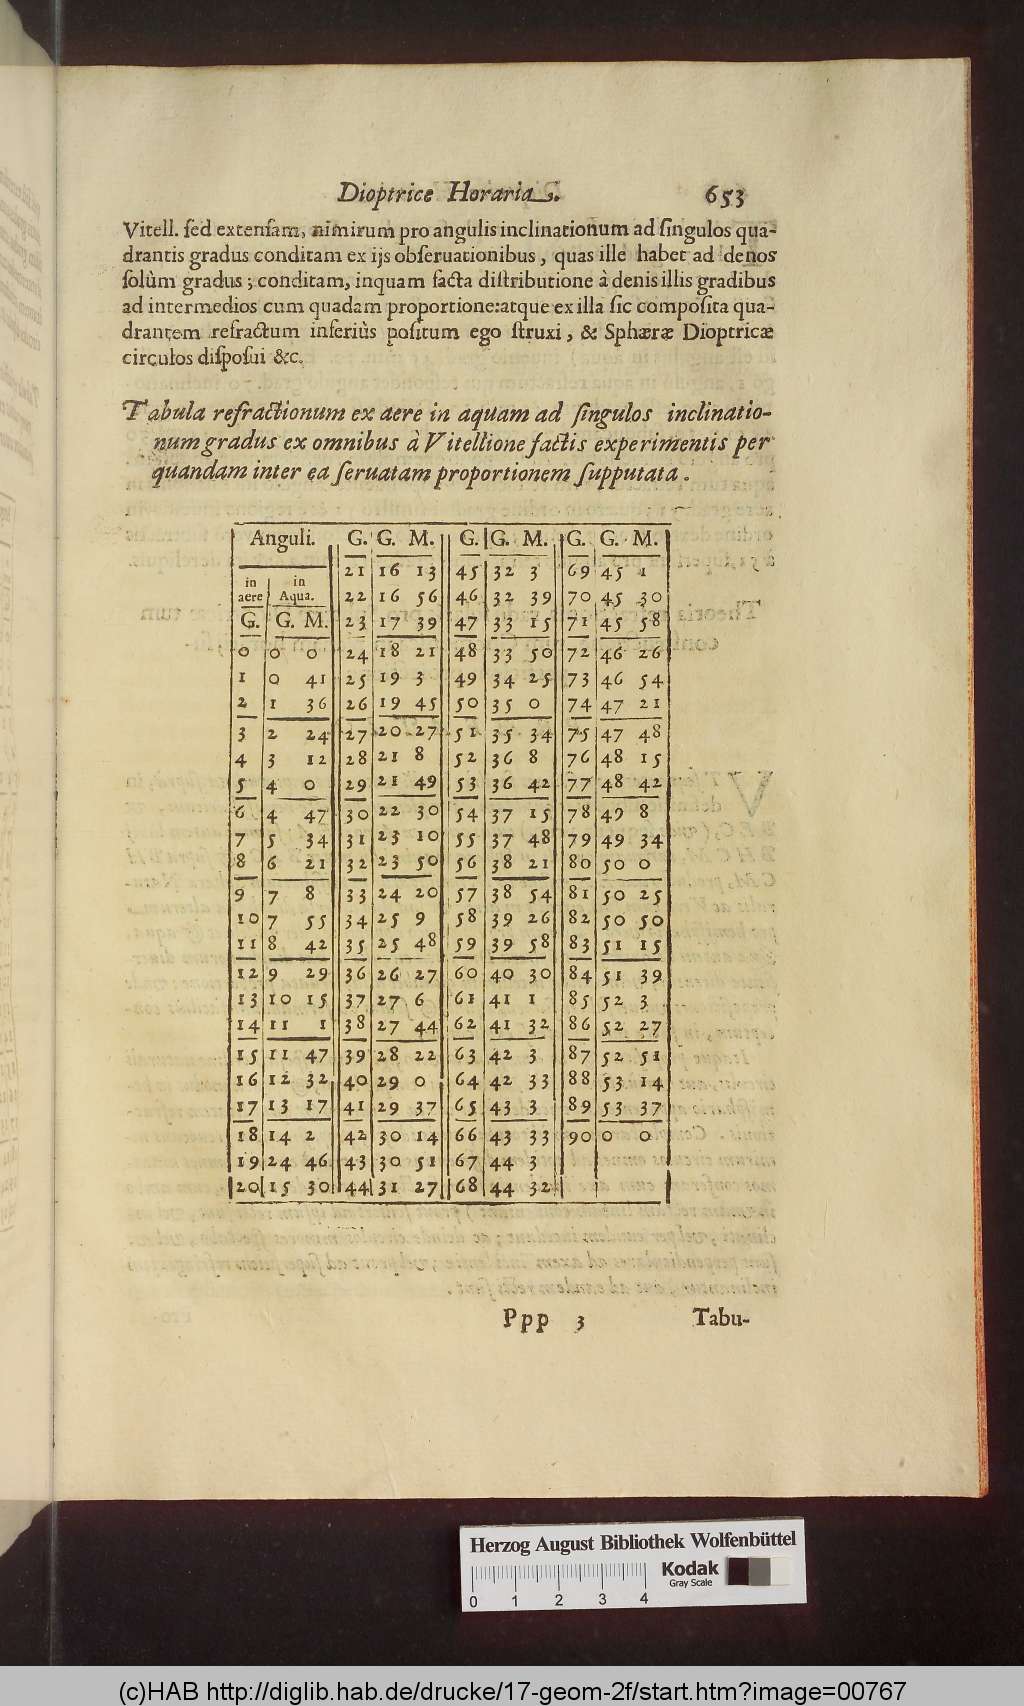 Dioptrice Horaria. 653
Vitell. ſed extenſam, nimirum pro angulis inclinationum ad ſingulos qua-
drantis gradus conditam ex ijs obſeruationibus, quas ille habet ad denos
ſolùm gradus; conditam, inquam facta diſtributione à denis illis gradibus
ad intermedios cum quadam proportione: atque ex illa ſic compoſita qua-
drantem refractum inferiùs poſitum ego ſtruxi, & Sphæræ Dioptricæ
circulos diſpoſui &c.
Tabula refractionum ex aere in aquam ad ſingulos inclinatio-
num gradus ex omnibus à Vitellione factis experimentis per
quandam inter ea ſeruatam proportionem ſupputata.
Anguli. G. G. M. G. G. M. G. G. M.
21 16 13 45 32 3 69 45 1
in aere in Aqua. 22 16 56 46 32 39 70 45 30
G. G. M. 23 17 39 47 33 15 71 45 58
0 0 0 24 18 21 48 33 50 72 46 26
1 0 41 25 19 3 49 34 25 73 46 54
2 1 36 26 19 45 50 35 0 74 47 21
3 2 24 27 20 27 51 35 34 75 47 48
4 3 12 28 21 8 52 36 8 76 48 15
5 4 0 29 21 49 53 36 42 77 48 42
6 4 47 30 22 30 54 37 15 78 49 8
7 5 34 31 23 10 55 37 48 79 49 34
8 6 21 32 23 50 56 38 21 80 50 0
9 7 8 33 24 20 57 38 54 81 50 25
10 7 55 34 25 9 58 39 26 82 50 50
11 8 42 35 25 48 59 39 58 83 51 15
12 9 29 36 26 27 60 40 30 84 51 39
13 10 15 37 27 6 61 41 1 85 52 3
14 11 1 38 27 44 62 41 32 86 52 27
15 11 47 39 28 22 63 42 3 87 52 51
16 12 32 40 29 0 64 42 33 88 53 14
17 13 17 41 29 37 65 43 3 89 53 37
18 14 2 42 30 14 66 43 33 90 0 0
19 24 46 43 30 51 67 44 3
20 15 30 44 31 27 68 44 32
Ppp 3 Tabu-
Herzog August Bibliothek Wolfenbüttel
Kodak
Gray Scale
0 1 2 3 4
(c)HAB http://diglib.hab.de/drucke/17-geom-2f/start.htm?image=00767